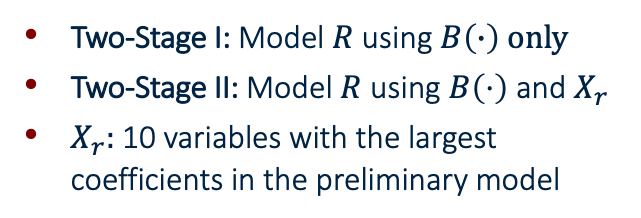 • Two-Stage I: Model R using B(·) only
• Two-Stage II: Model R using B(·) and Xᵣ
• Xᵣ: 10 variables with the largest
coefficients in the preliminary model